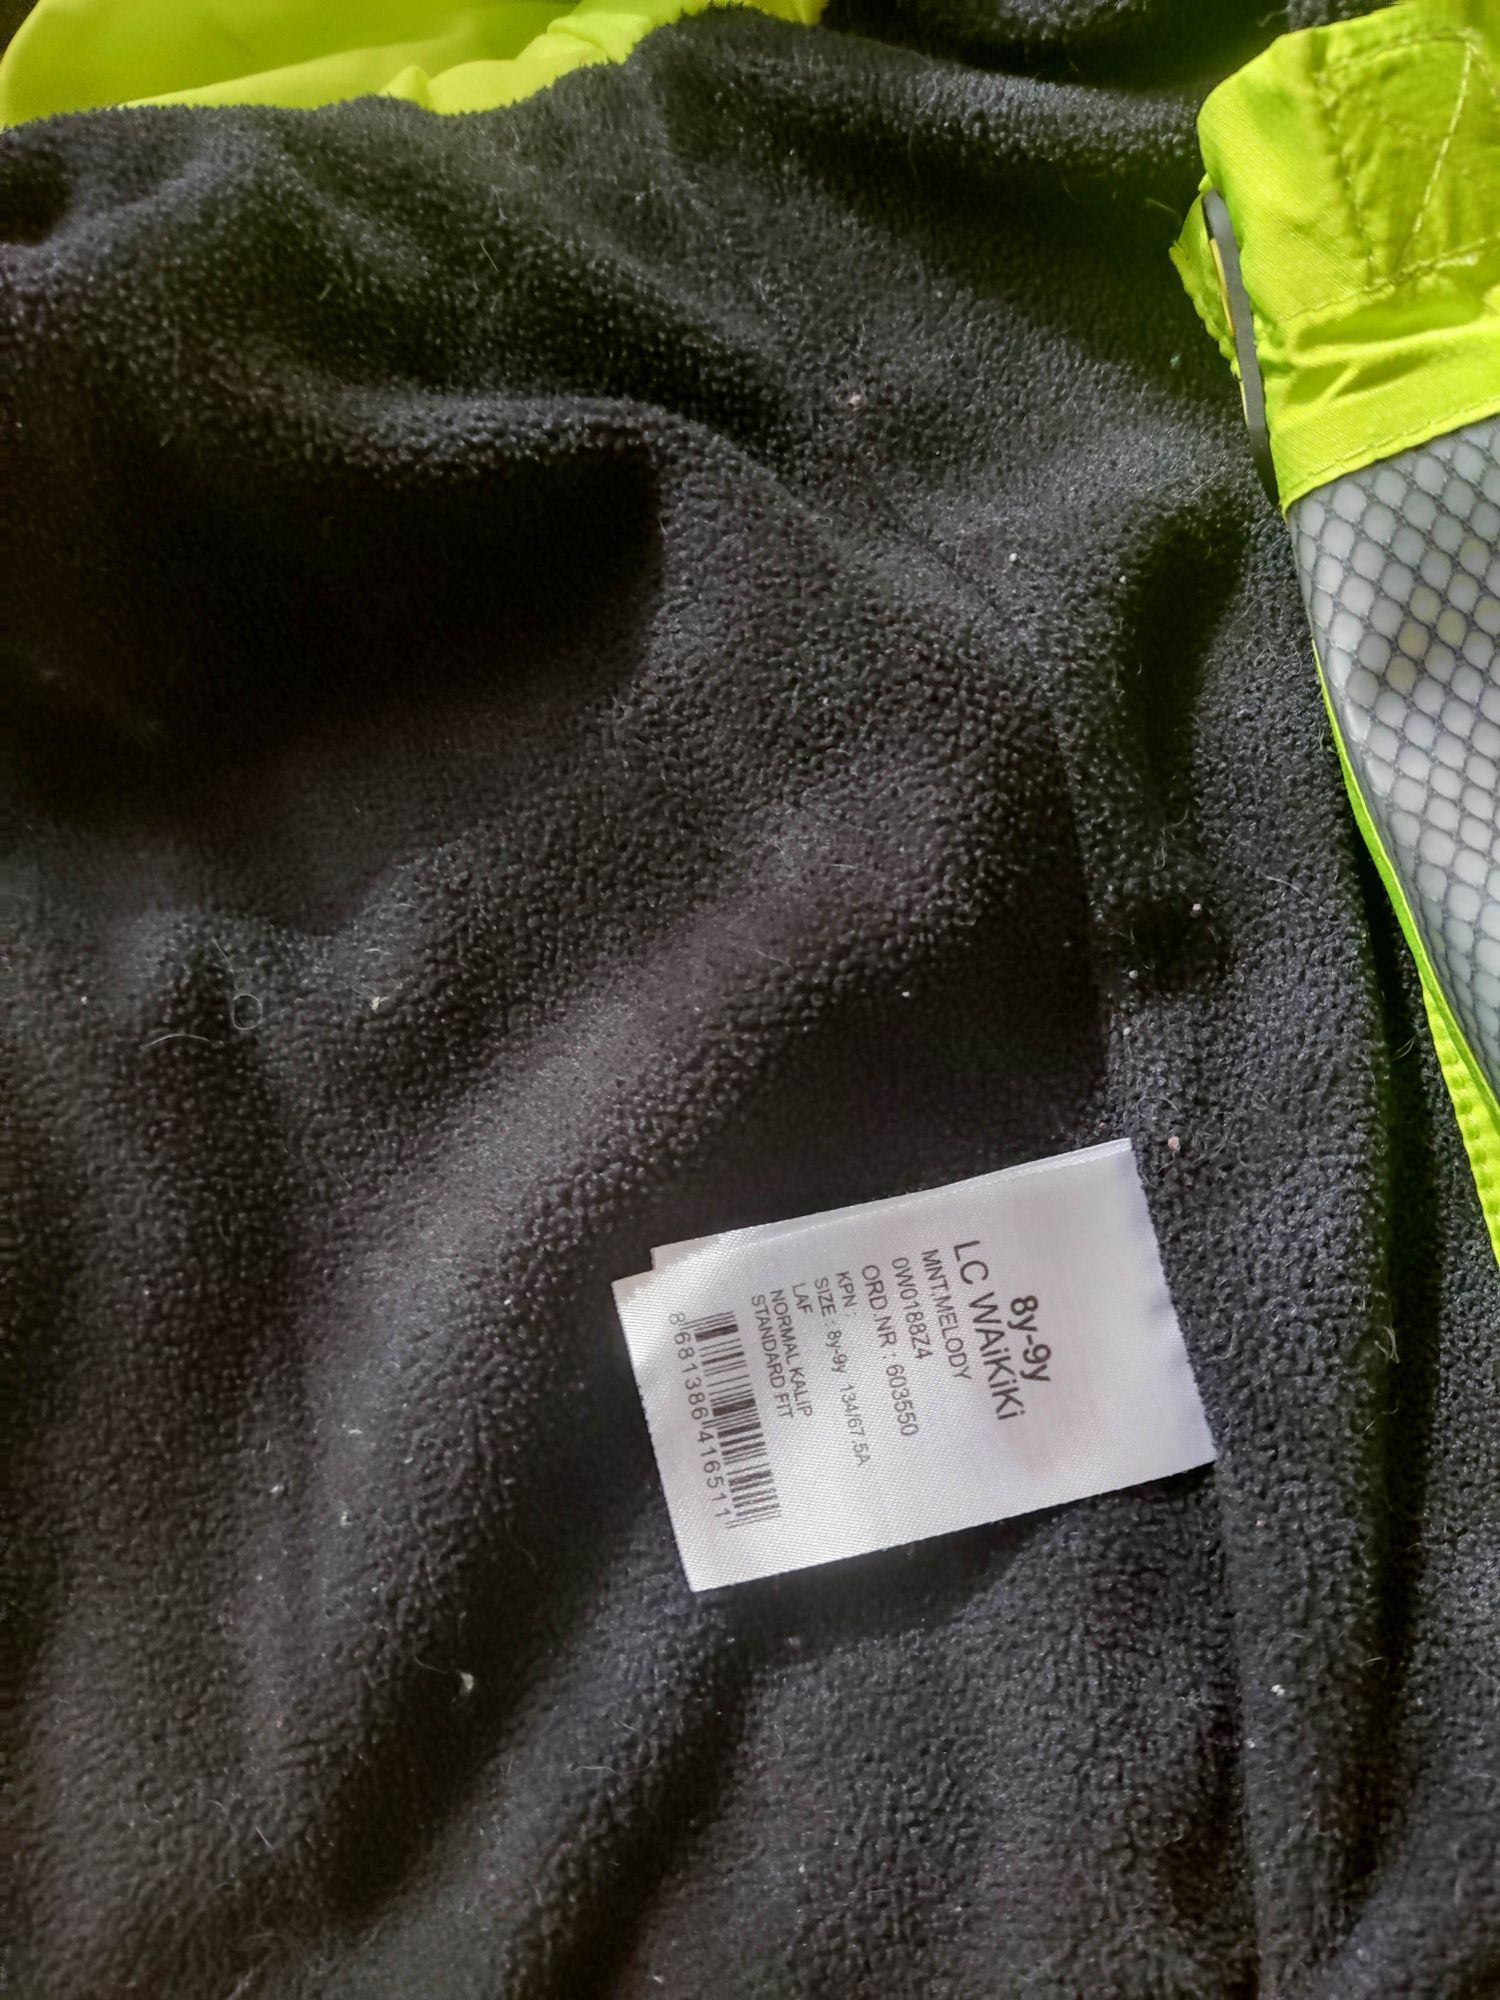 8y-9y
LC WAiKiKi
MNT.MELODY
0W0188Z4
ORD.NR : 603550
KPN :
SIZE : 8y-9y 134/67.5A
LAF
NORMAL KALIP
STANDARD FIT
8681386416511